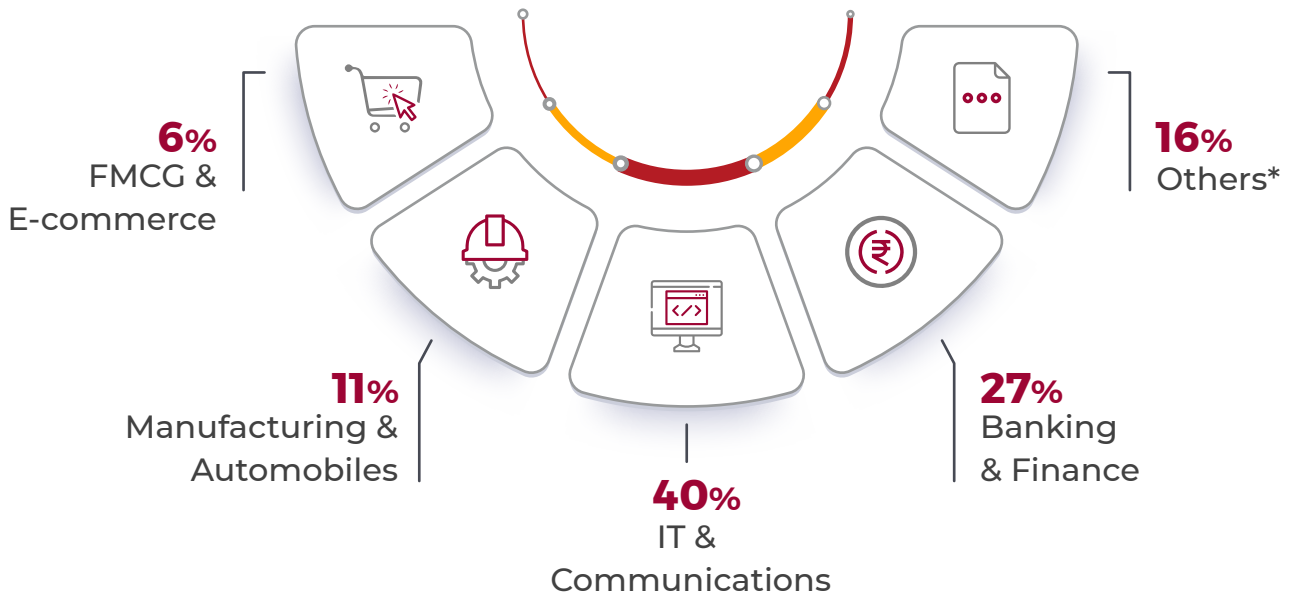 6%
FMCG &
E-commerce
11%
Manufacturing &
Automobiles
40%
IT &
Communications
27%
Banking
& Finance
16%
Others*
₹
</>